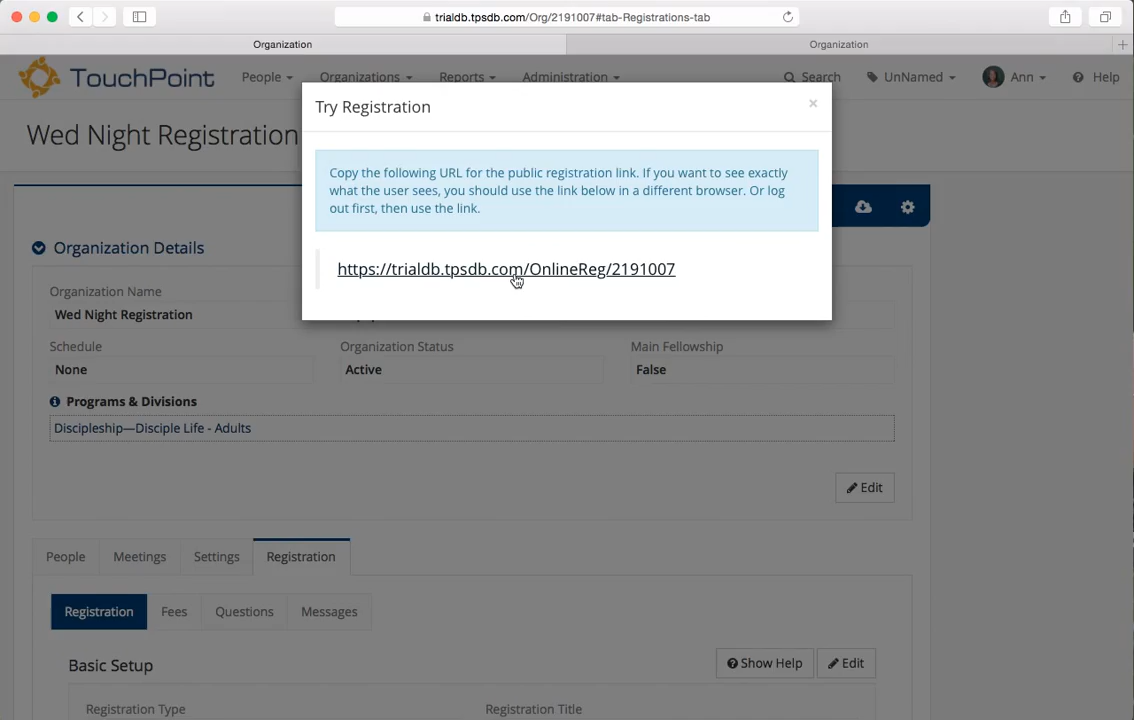 trialdb.tpsdb.com/Org/2191007#tab-Registrations-tab
Organization
Organization
TouchPoint
People
Organizations
Reports
Administration
Search
UnNamed
Ann
Help
Wed Night Registration
Try Registration
×
Copy the following URL for the public registration link. If you want to see exactly
what the user sees, you should use the link below in a different browser. Or log
out first, then use the link.
https://trialdb.tpsdb.com/OnlineReg/2191007
Organization Details
Organization Name
Wed Night Registration
Schedule
Organization Status
Main Fellowship
None
Active
False
Programs & Divisions
Discipleship—Disciple Life - Adults
Edit
People
Meetings
Settings
Registration
Registration
Fees
Questions
Messages
Basic Setup
Show Help
Edit
Registration Type
Registration Title